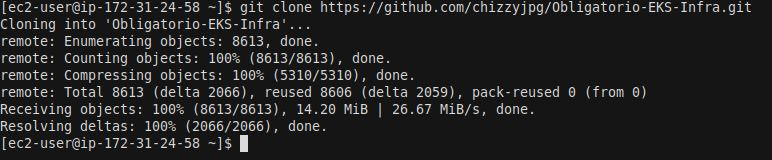 [ec2-user@ip-172-31-24-58 ~]$ git clone https://github.com/chizzyjpg/Obligatorio-EKS-Infra.git
Cloning into 'Obligatorio-EKS-Infra'...
remote: Enumerating objects: 8613, done.
remote: Counting objects: 100% (8613/8613), done.
remote: Compressing objects: 100% (5310/5310), done.
remote: Total 8613 (delta 2066), reused 8606 (delta 2059), pack-reused 0 (from 0)
Receiving objects: 100% (8613/8613), 14.20 MiB | 26.67 MiB/s, done.
Resolving deltas: 100% (2066/2066), done.
[ec2-user@ip-172-31-24-58 ~]$